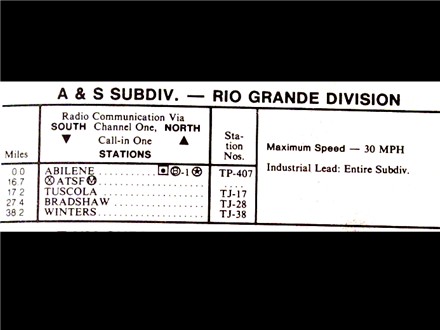 A & S SUBDIV. — RIO GRANDE DIVISION
Radio Communication Via
SOUTH Channel One, NORTH
▼ Call-in One ▲
Miles STATIONS Sta- tion Nos.
Maximum Speed — 30 MPH
Industrial Lead: Entire Subdiv.
0.0 ABILENE -1 TP-407
16.7 Ⓧ ATSF Ⓜ
17.2 TUSCOLA TJ-17
27.4 BRADSHAW TJ-28
38.2 WINTERS TJ-38